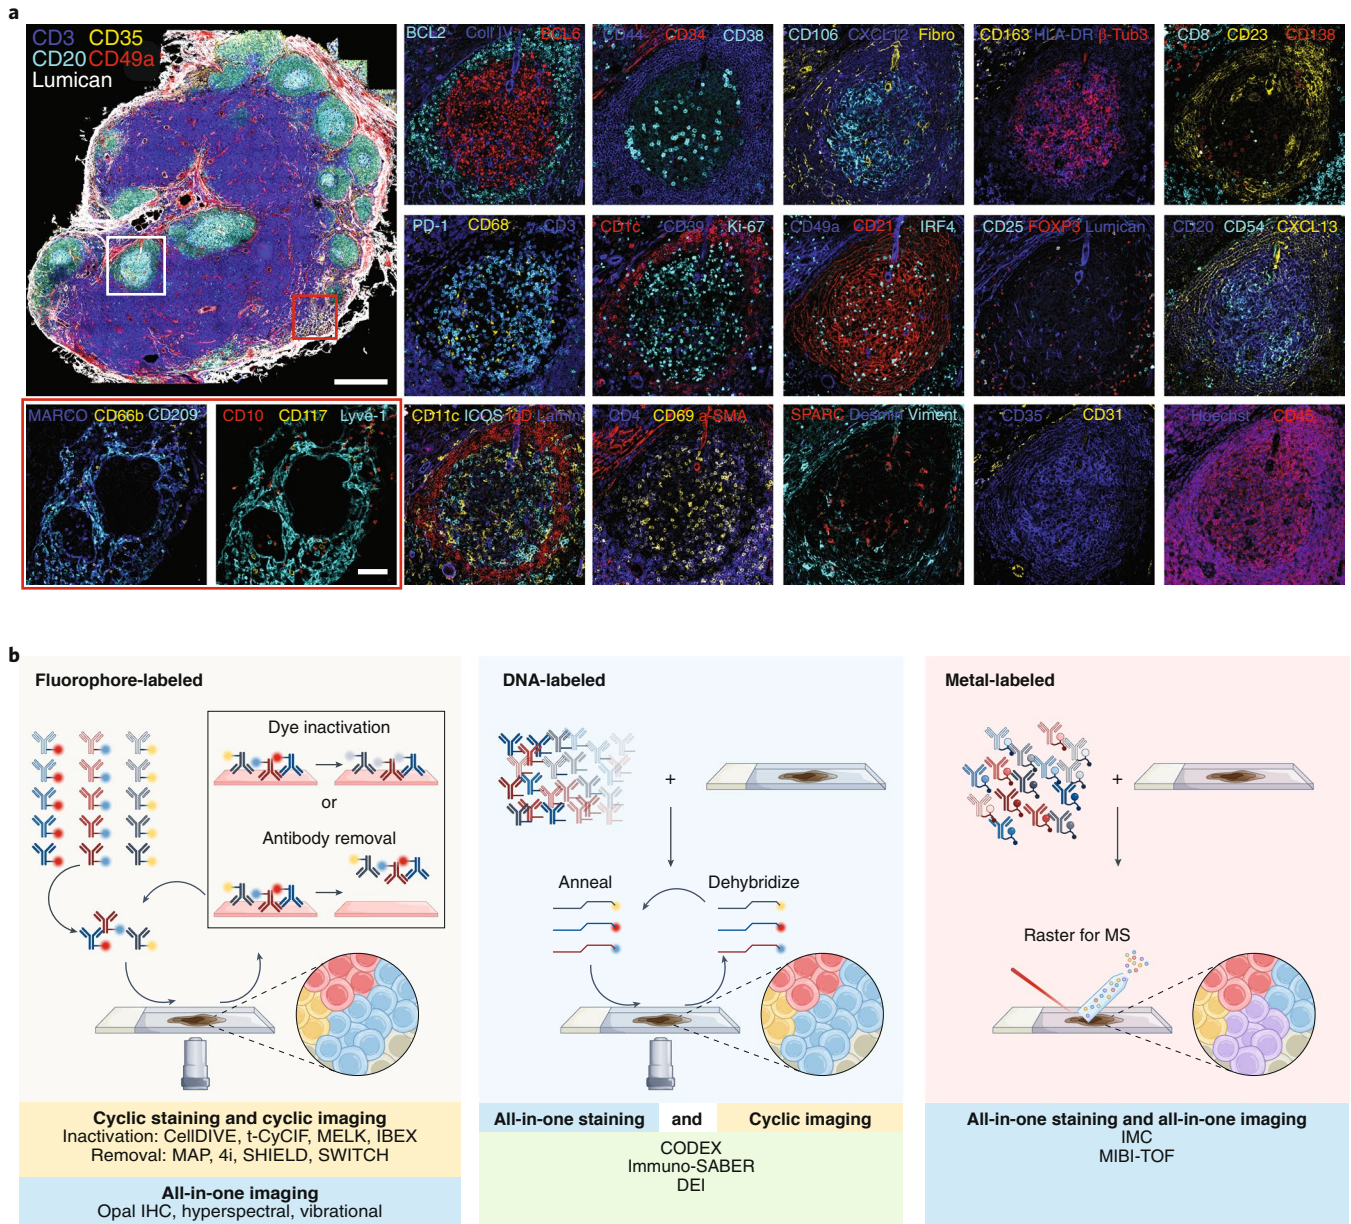 a
CD3 CD35
CD20 CD49a
Lumican
BCL2 Coll IV BCL6
CD44 CD34 CD38
CD106 CXCL12 Fibro
CD163 HLA-DR β-Tub3
CD8 CD23 CD138
PD-1 CD68 CD3
CD1c CD39 Ki-67
CD49a CD21 IRF4
CD25 FOXP3 Lumican
CD20 CD54 CXCL13
MARCO CD66b CD209
CD10 CD117 Lyve-1
CD11c ICOS IgD Lamin
CD4 CD69 a-SMA
SPARC Desmin Viment
CD35 CD31
Hoechst CD45
b
Fluorophore-labeled
Dye inactivation
or
Antibody removal
Cyclic staining and cyclic imaging
Inactivation: CellDIVE, t-CyCIF, MELK, IBEX
Removal: MAP, 4i, SHIELD, SWITCH
All-in-one imaging
Opal IHC, hyperspectral, vibrational
DNA-labeled
+
Anneal
Dehybridize
All-in-one staining and Cyclic imaging
CODEX
Immuno-SABER
DEI
Metal-labeled
+
Raster for MS
All-in-one staining and all-in-one imaging
IMC
MIBI-TOF